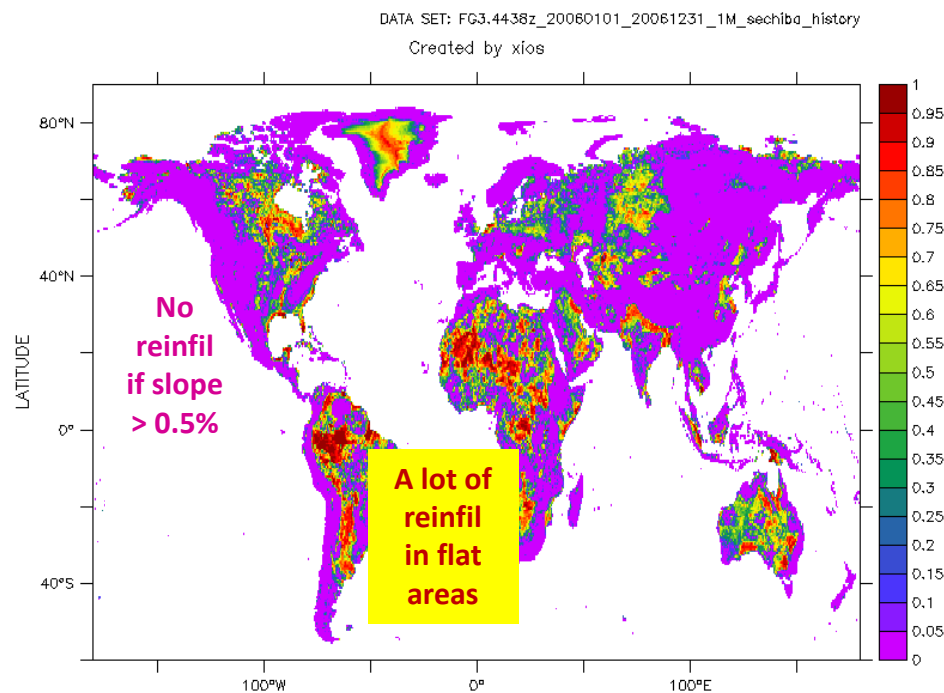 DATA SET: FG3.4438z_20060101_20061231_1M_sechiba_history
Created by xios
LATITUDE
80°N
40°N
0°
40°S
100°W
0°
100°E
No
reinfil
if slope
> 0.5%
A lot of
reinfil
in flat
areas
1
0.95
0.9
0.85
0.8
0.75
0.7
0.65
0.6
0.55
0.5
0.45
0.4
0.35
0.3
0.25
0.2
0.15
0.1
0.05
0